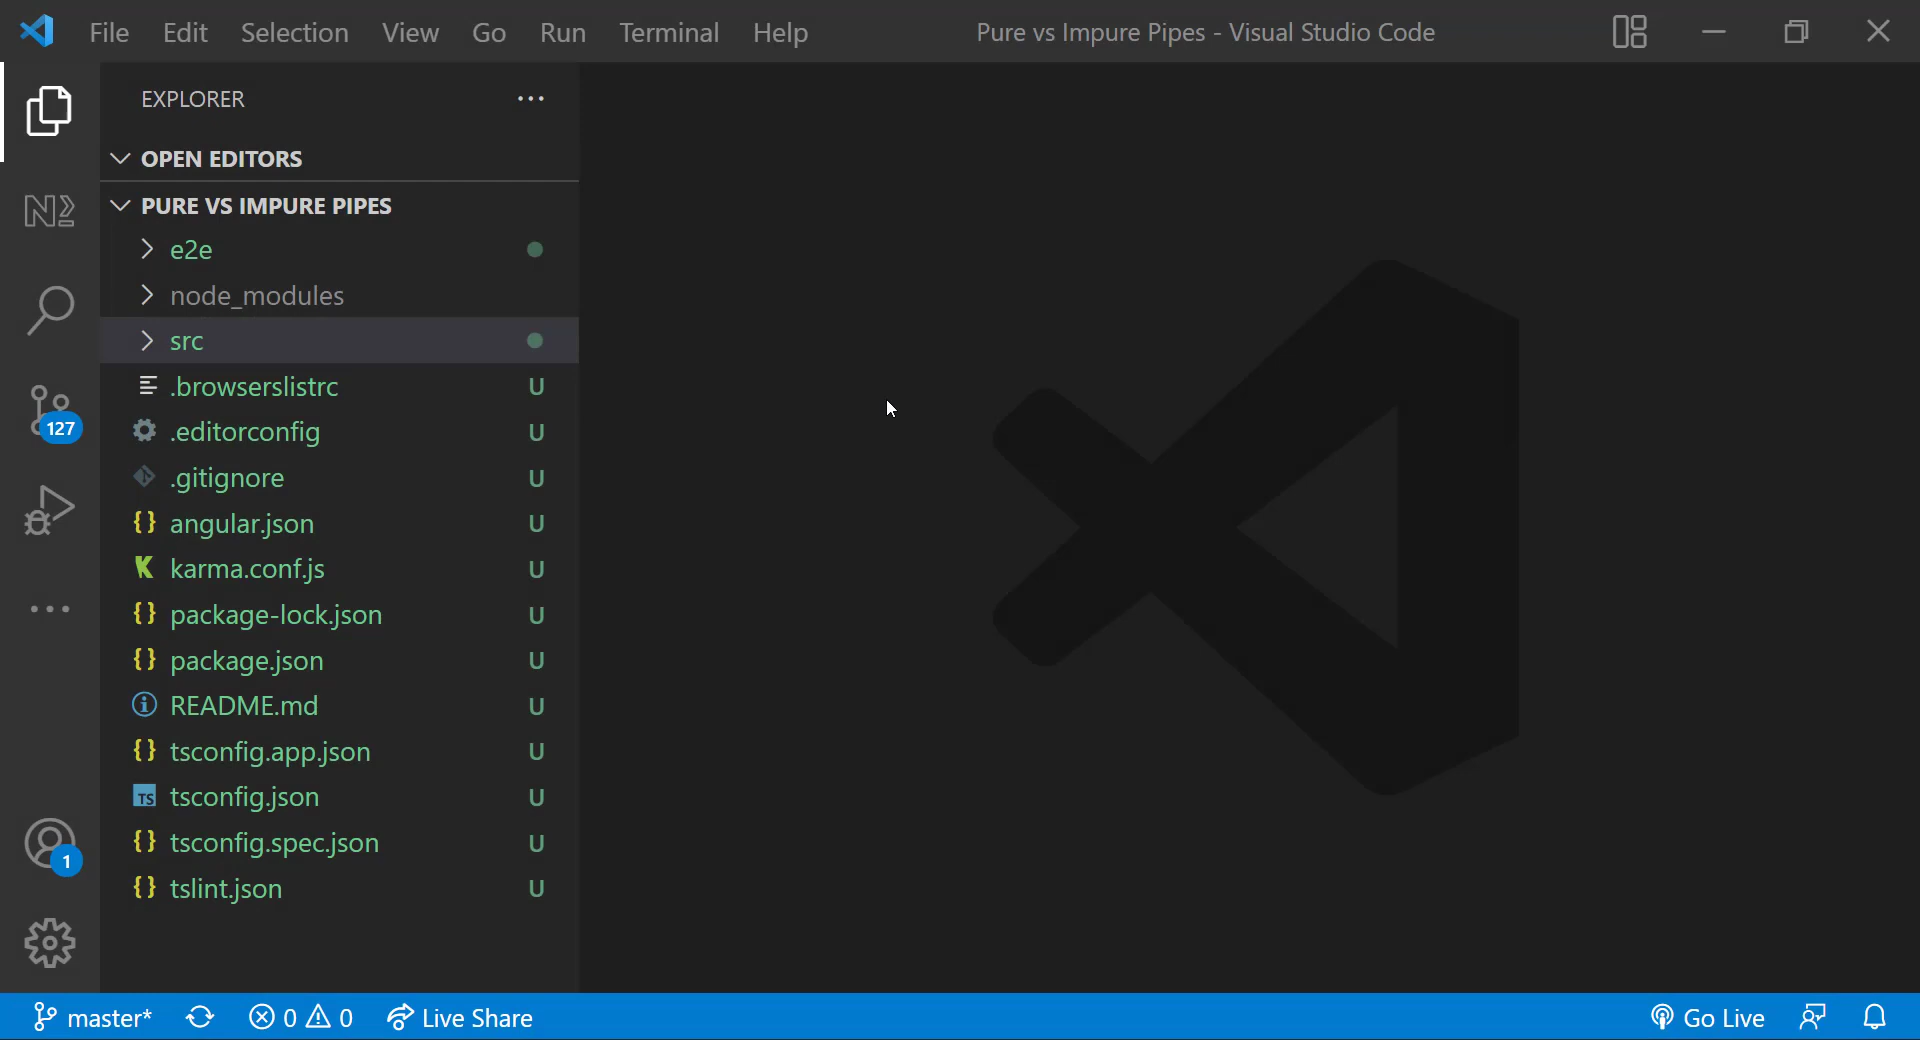 File Edit Selection View Go Run Terminal Help Pure vs Impure Pipes - Visual Studio Code
EXPLORER
OPEN EDITORS
PURE VS IMPURE PIPES
e2e
node_modules
src
.browserslistrc U
.editorconfig U
.gitignore U
angular.json U
karma.conf.js U
package-lock.json U
package.json U
README.md U
tsconfig.app.json U
TS tsconfig.json U
tsconfig.spec.json U
tslint.json U
127
1
master* 0 0 Live Share Go Live